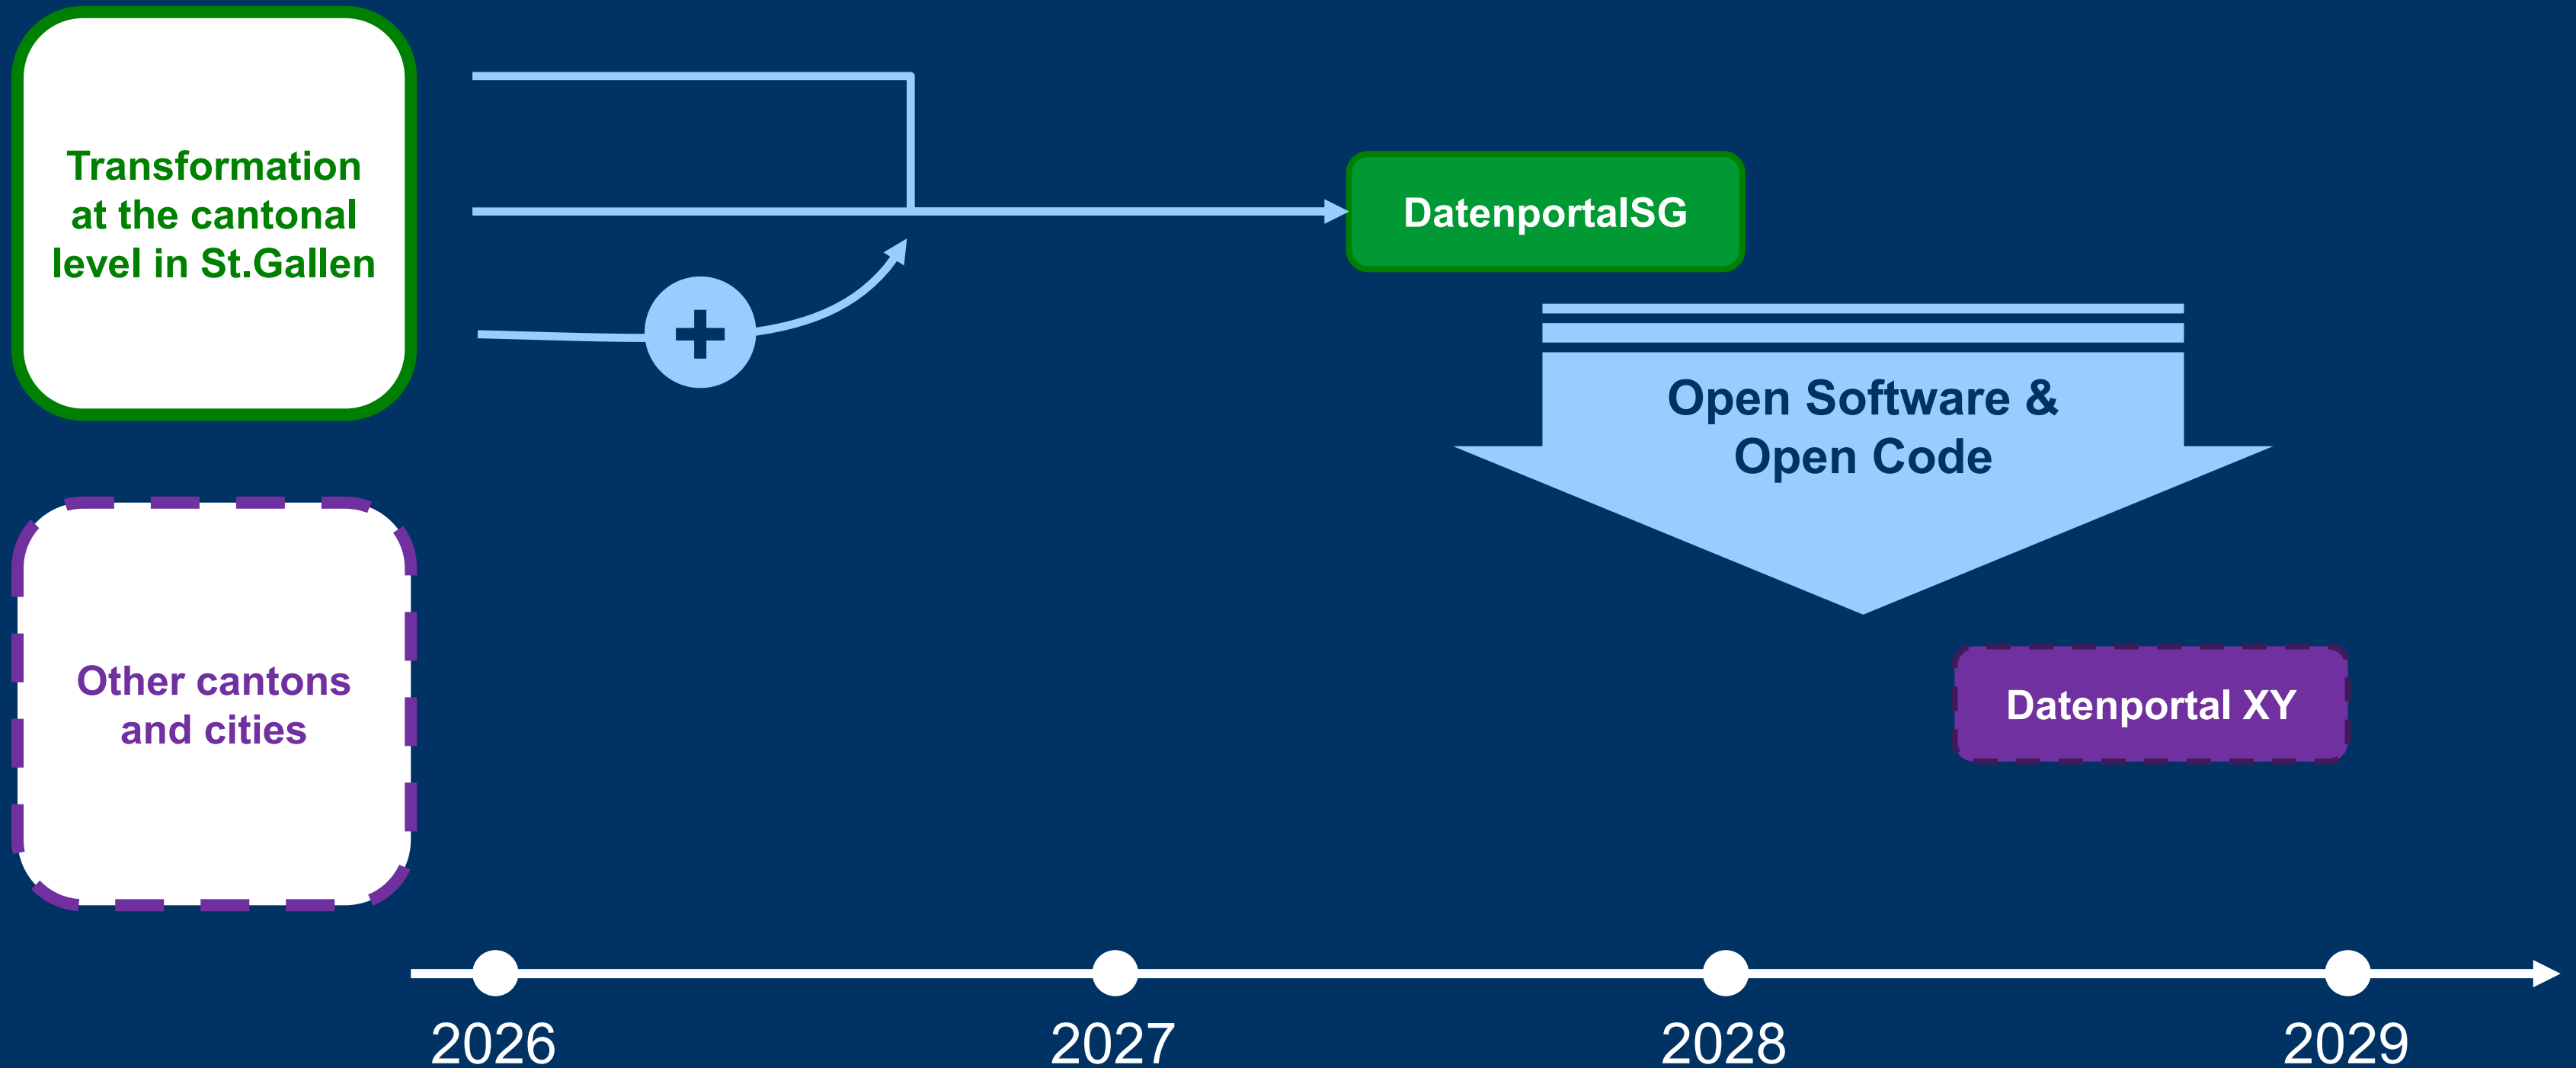 Transformation
at the cantonal
level in St.Gallen
DatenportalSG
+
Open Software &
Open Code
Other cantons
and cities
Datenportal XY
2026
2027
2028
2029